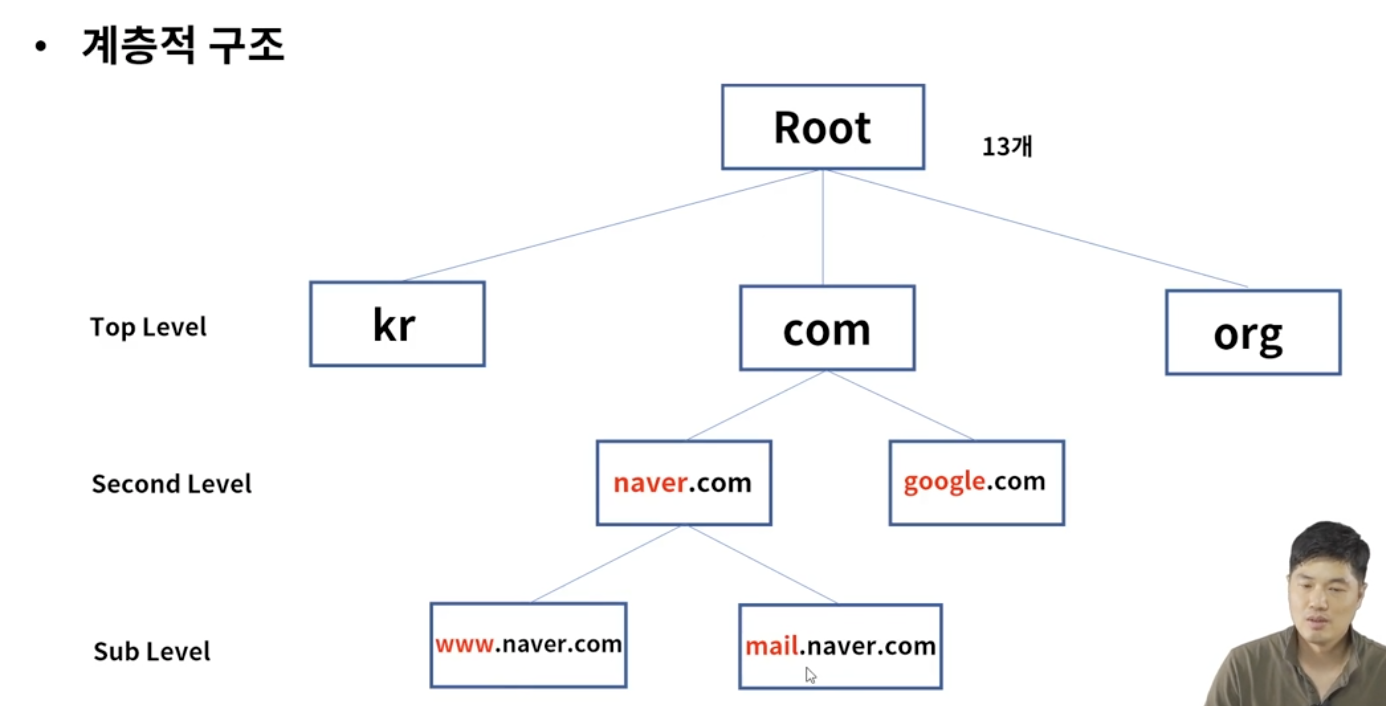 • 계층적 구조
Root
13개
Top Level
kr
com
org
Second Level
naver.com
google.com
Sub Level
www.naver.com
mail.naver.com